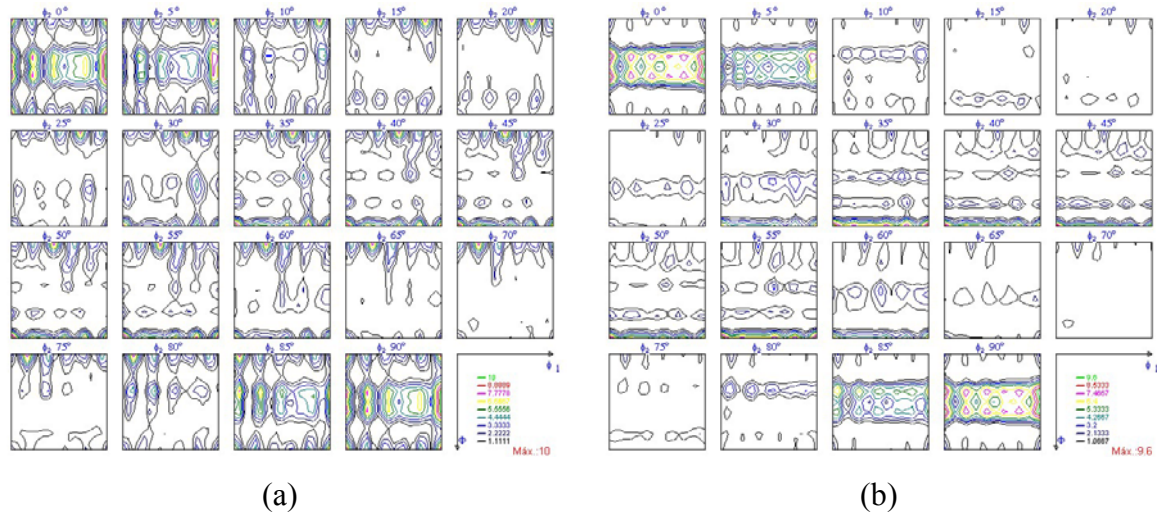 ϕ₂ 0° ϕ₂ 5° ϕ₂ 10° ϕ₂ 15° ϕ₂ 20°
ϕ₂ 25° ϕ₂ 30° ϕ₂ 35° ϕ₂ 40° ϕ₂ 45°
ϕ₂ 50° ϕ₂ 55° ϕ₂ 60° ϕ₂ 65° ϕ₂ 70°
ϕ₂ 75° ϕ₂ 80° ϕ₂ 85° ϕ₂ 90°
ϕ 1
10
8.8889
7.7778
5.5556
4.4444
3.3333
2.2222
1.1111
Φ
Máx.:10
(a)
ϕ₂ 0° ϕ₂ 5° ϕ₂ 10° ϕ₂ 15° ϕ₂ 20°
ϕ₂ 25° ϕ₂ 30° ϕ₂ 35° ϕ₂ 40° ϕ₂ 45°
ϕ₂ 50° ϕ₂ 55° ϕ₂ 60° ϕ₂ 65° ϕ₂ 70°
ϕ₂ 75° ϕ₂ 80° ϕ₂ 85° ϕ₂ 90°
ϕ 1
9.6
8.5333
7.4667
5.3333
4.2667
3.2
2.1333
1.0667
Φ
Máx.:9.6
(b)